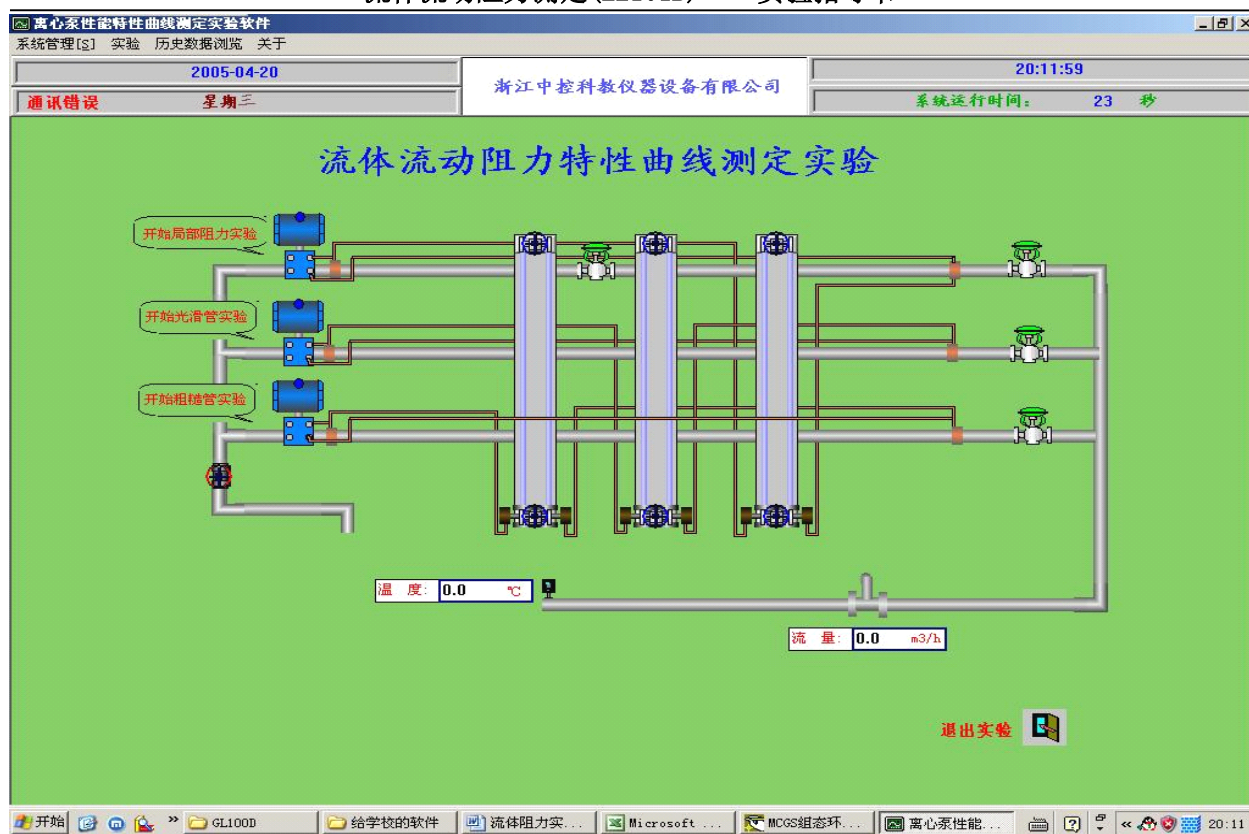 离心泵性能特性曲线测定实验软件
系统管理[S] 实验 历史数据浏览 关于
2005-04-20
浙江中控科教仪器设备有限公司
20:11:59
通讯错误 星期三
系统运行时间: 23 秒
流体流动阻力特性曲线测定实验
开始局部阻力实验
开始光滑管实验
开始粗糙管实验
温 度: 0.0 ℃
流 量: 0.0 m3/h
退出实验
开始 GL100D 给学校的软件 流体阻力实... Microsoft ... MCGS组态环... 离心泵性能... 20:11